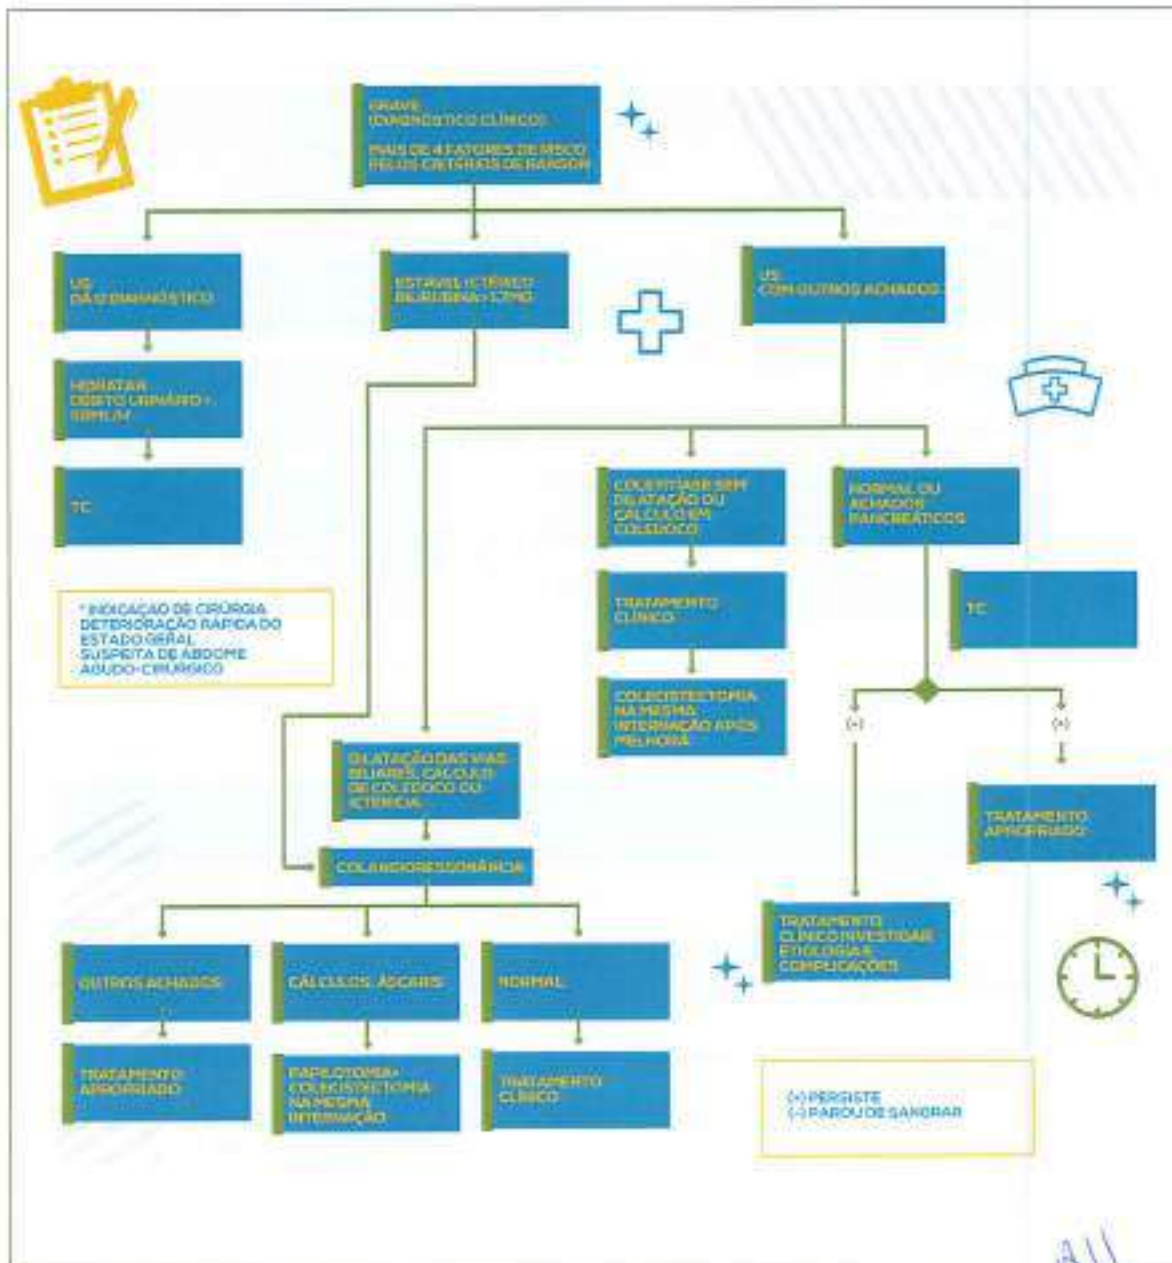 GRAVE
(DIAGNÓSTICO CLÍNICO):
MAIS DE 4 FATORES DE RISCO
PELOS CRITÉRIOS DE RANSON
US
DÁ O DIAGNÓSTICO
ESTÁVEL ICTÉRICO
US
COM OUTROS ACHADOS
HIDRATAR
DÉBITO URINÁRIO
TC
COLELITÍASE SEM
DILATAÇÃO OU
CÁLCULO EM
COLÉDOCO
NORMAL OU
ACHADOS
PANCREÁTICOS
TC
TRATAMENTO
CLÍNICO
* INDICAÇÃO DE CIRÚRGIA
DETERIORAÇÃO RÁPIDA DO
ESTADO GERAL
SUSPEITA DE ABDOME
AGUDO-CIRÚRGICO
COLECISTECTOMIA
NA MESMA
INTERNAÇÃO APÓS
MELHORA
DILATAÇÃO DAS VIAS
BILIARES, CÁLCULO
DE COLÉDOCO OU
ICTERÍCIA
TRATAMENTO
APROPRIADO
COLANGIORESSONÂNCIA
TRATAMENTO
CLÍNICO INVESTIGAR
ETIOLOGIA E
COMPLICAÇÕES
OUTROS ACHADOS
CÁLCULOS ÁSCARIS
NORMAL
TRATAMENTO
APROPRIADO
PAPILOTOMIA+
COLECISTECTOMIA
NA MESMA
INTERNAÇÃO
TRATAMENTO
CLÍNICO
(+) PERSISTE
(-) PAROU DE SANGRAR